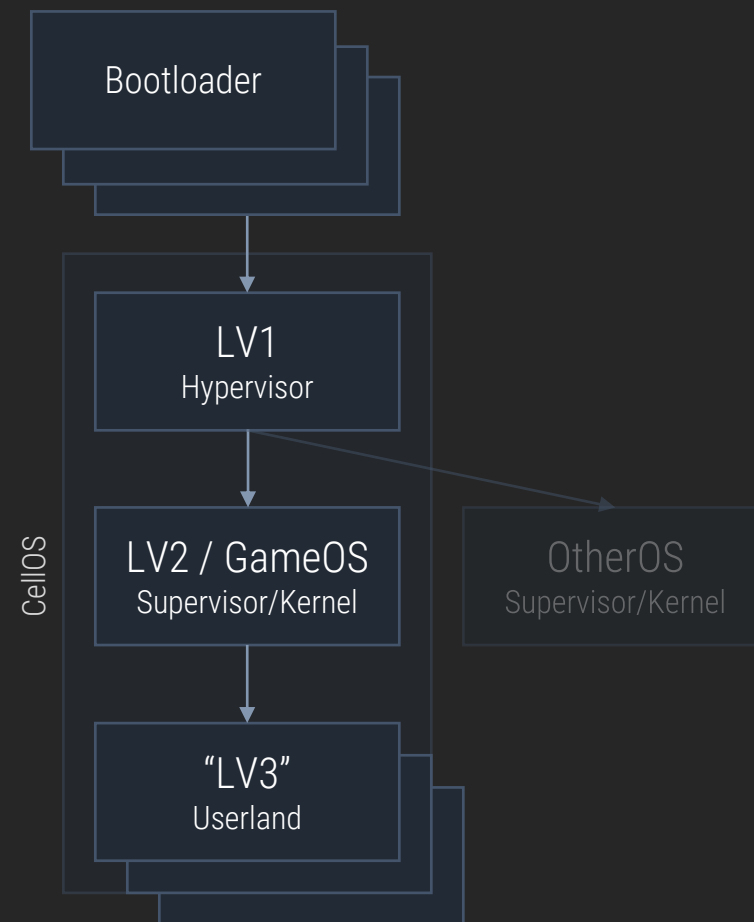 Bootloader
LV1
Hypervisor
LV2 / GameOS
Supervisor/Kernel
OtherOS
Supervisor/Kernel
CellOS
“LV3”
Userland